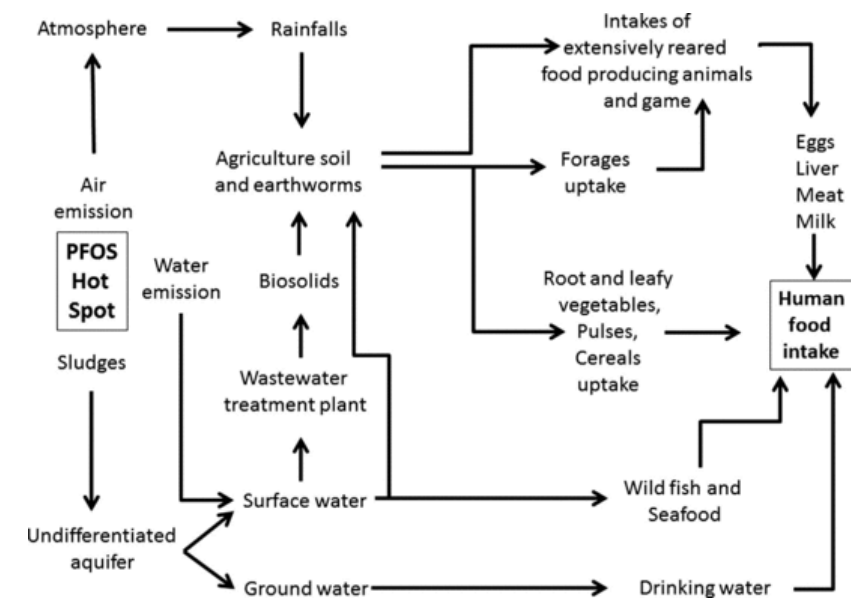 Atmosphere
Rainfalls
Intakes of
extensively reared
food producing animals
and game
Agriculture soil
and earthworms
Forages
uptake
Eggs
Liver
Meat
Milk
Air
emission
PFOS
Hot
Spot
Water
emission
Biosolids
Root and leafy
vegetables,
Pulses,
Cereals
uptake
Human
food
intake
Sludges
Wastewater
treatment plant
Surface water
Wild fish and
Seafood
Undifferentiated
aquifer
Ground water
Drinking water